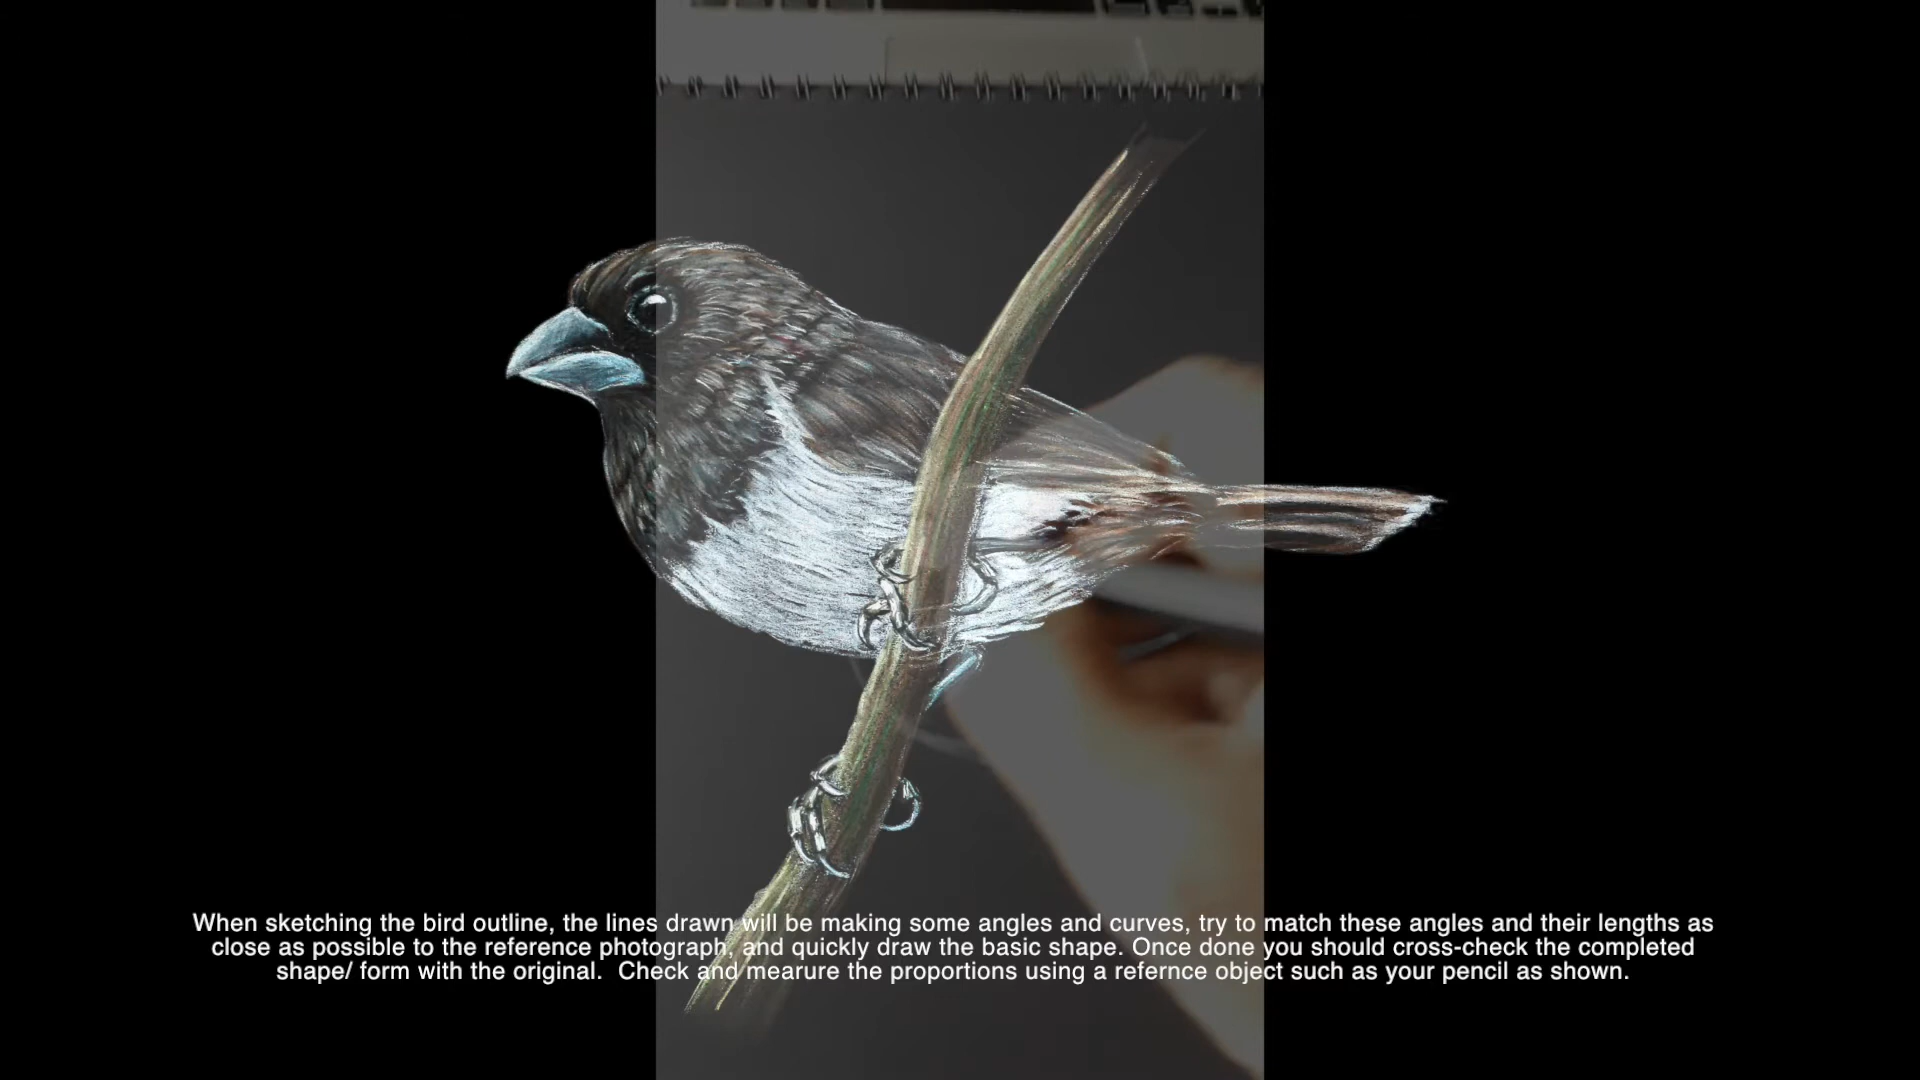 When sketching the bird outline, the lines drawn will be making some angles and curves, try to match these angles and their lengths as
close as possible to the reference photograph, and quickly draw the basic shape. Once done you should cross-check the completed
shape/ form with the original.  Check and mearure the proportions using a refernce object such as your pencil as shown.